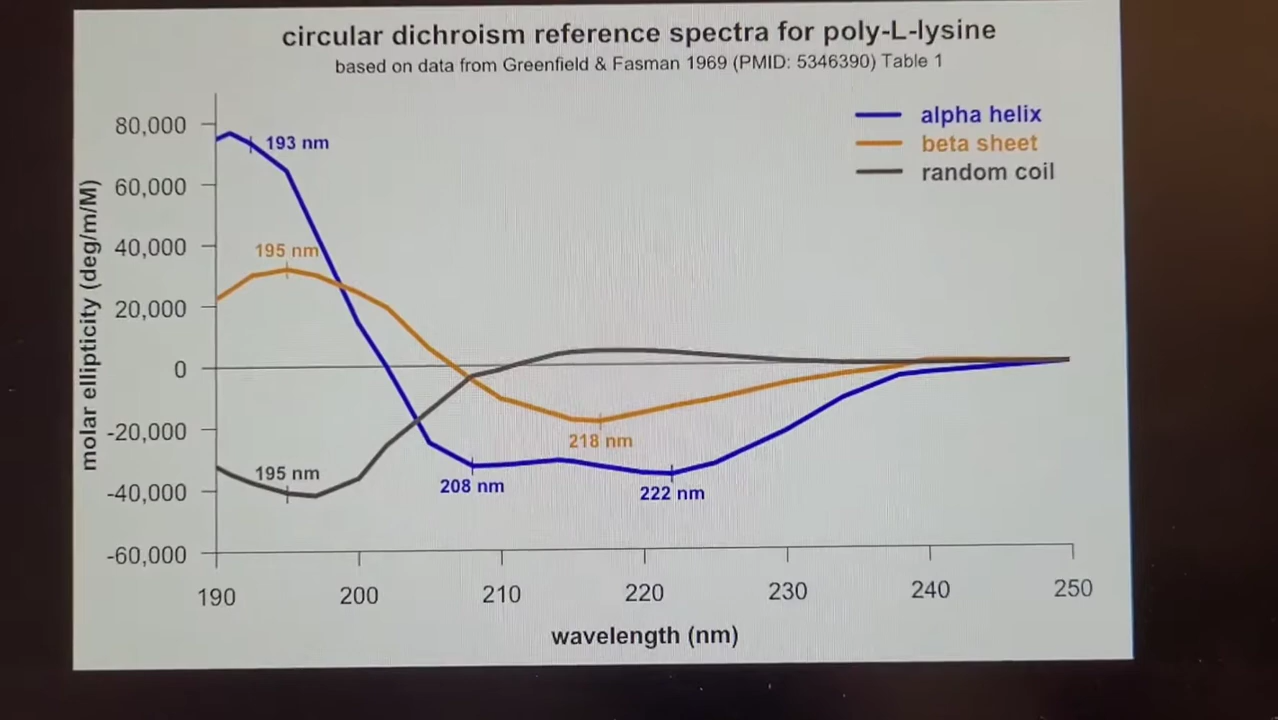 circular dichroism reference spectra for poly-L-lysine
based on data from Greenfield & Fasman 1969 (PMID: 5346390) Table 1
alpha helix
beta sheet
random coil
molar ellipticity (deg/m/M)
80,000
60,000
40,000
20,000
0
-20,000
-40,000
-60,000
193 nm
195 nm
195 nm
208 nm
218 nm
222 nm
190 200 210 220 230 240 250
wavelength (nm)